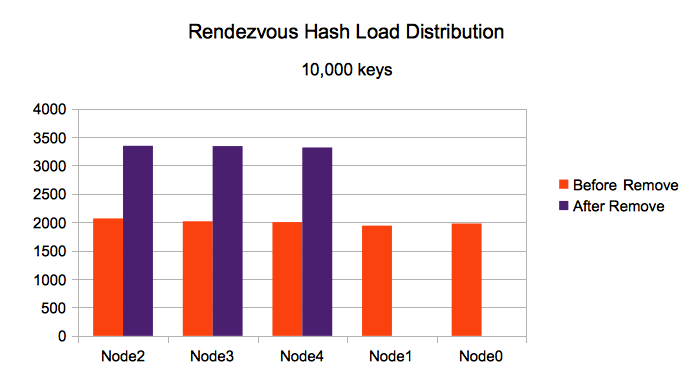 Rendezvous Hash Load Distribution
10,000 keys
4000
3500
3000
2500
2000
1500
1000
500
0
Node2 Node3 Node4 Node1 Node0
Before Remove
After Remove